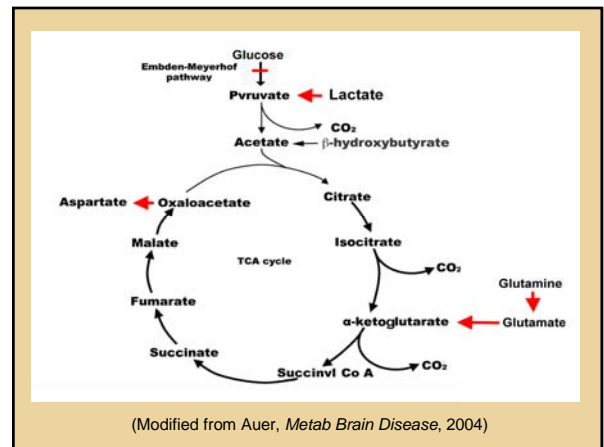 Glucose
Embden-Meyerhof
pathway
Pvruvate
Lactate
CO₂
Acetate
β-hydroxybutyrate
Aspartate
Oxaloacetate
Citrate
Malate
Isocitrate
TCA cycle
CO₂
Glutamine
Fumarate
α-ketoglutarate
Glutamate
Succinate
CO₂
Succinvl Co A
(Modified from Auer, Metab Brain Disease, 2004)